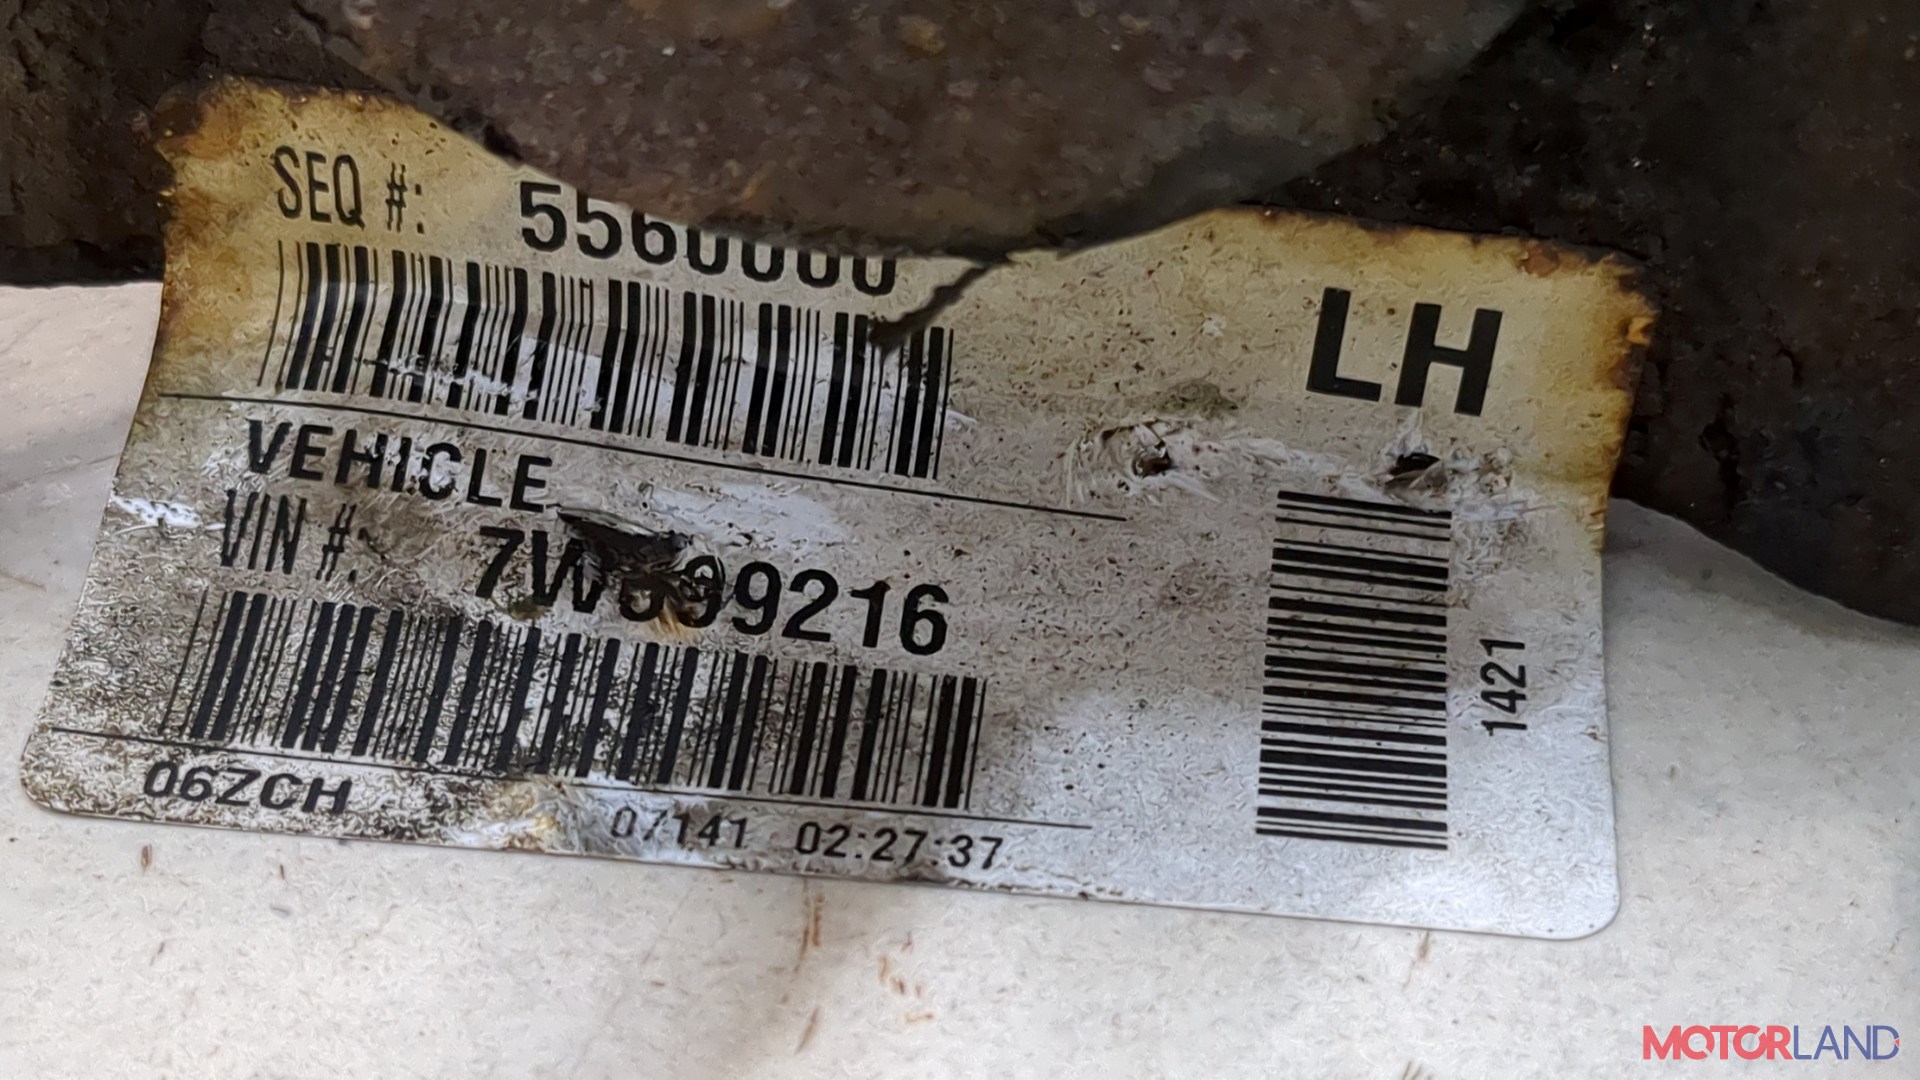 SEQ #:
LH
VEHICLE
VIN #:
1421
06ZCH
07141 02:27:37
MOTORLAND